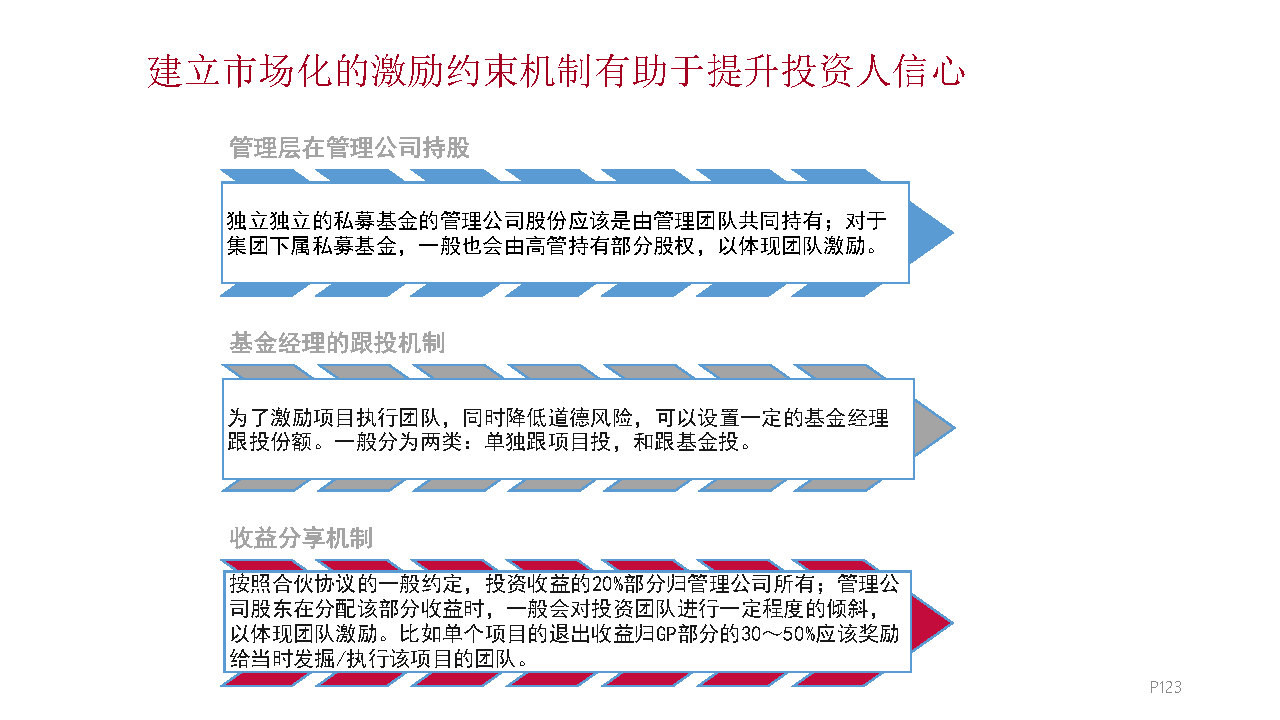 建立市场化的激励约束机制有助于提升投资人信心
管理层在管理公司持股
独立独立的私募基金的管理公司股份应该是由管理团队共同持有；对于
集团下属私募基金，一般也会由高管持有部分股权，以体现团队激励。
基金经理的跟投机制
为了激励项目执行团队，同时降低道德风险，可以设置一定的基金经理
跟投份额。一般分为两类：单独跟项目投，和跟基金投。
收益分享机制
按照合伙协议的一般约定，投资收益的20%部分归管理公司所有；管理公
司股东在分配该部分收益时，一般会对投资团队进行一定程度的倾斜，
以体现团队激励。比如单个项目的退出收益归GP部分的30～50%应该奖励
给当时发掘/执行该项目的团队。
P123